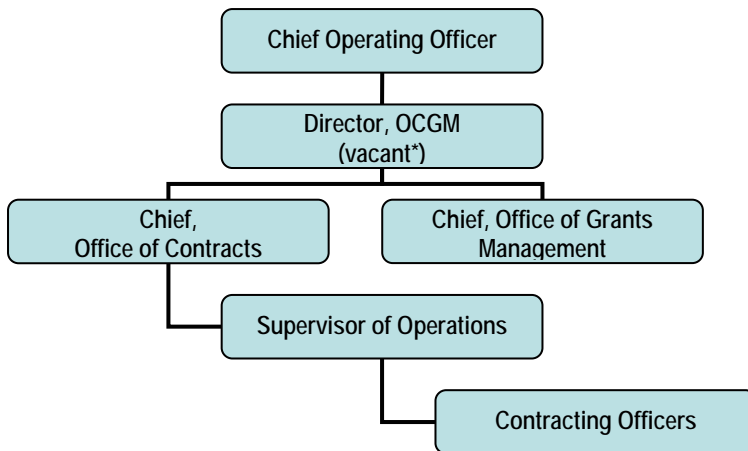 Chief Operating Officer
Director, OCGM
(vacant*)
Chief,
Office of Contracts
Chief, Office of Grants
Management
Supervisor of Operations
Contracting Officers